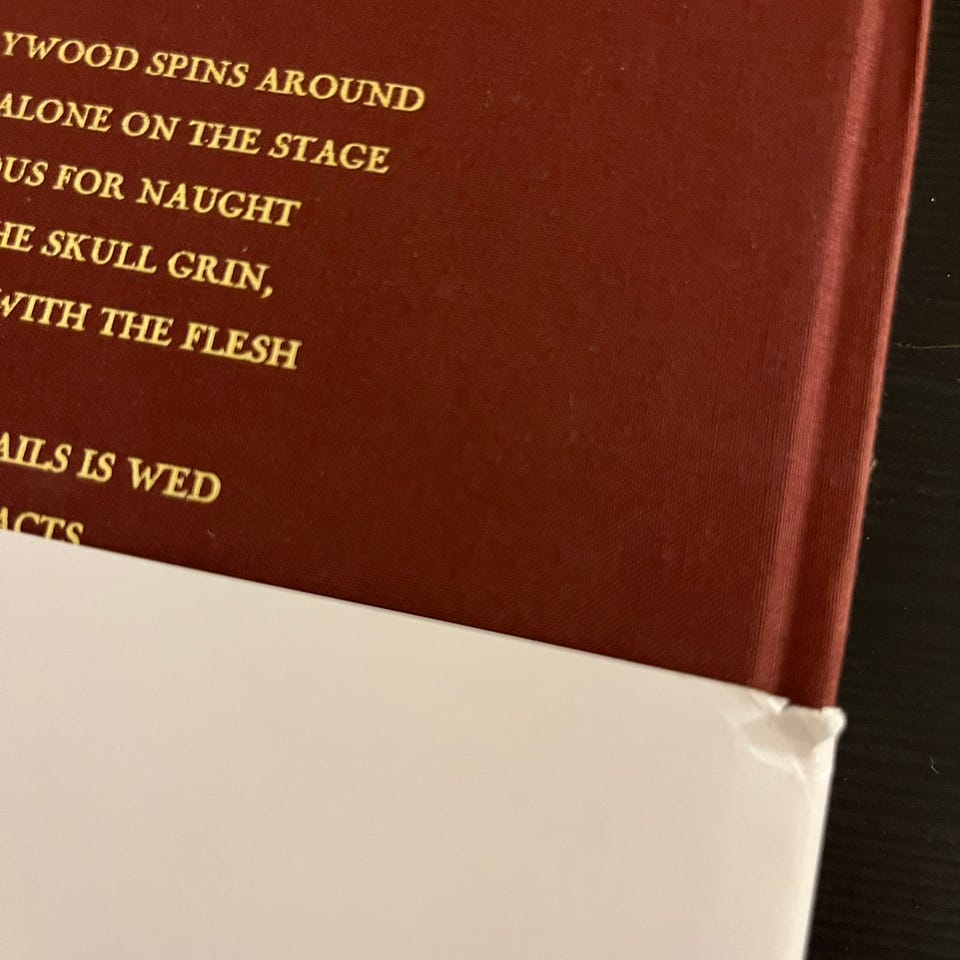 YWOOD SPINS AROUND
ALONE ON THE STAGE
OUS FOR NAUGHT
HE SKULL GRIN,
WITH THE FLESH
AILS IS WED
ACTS